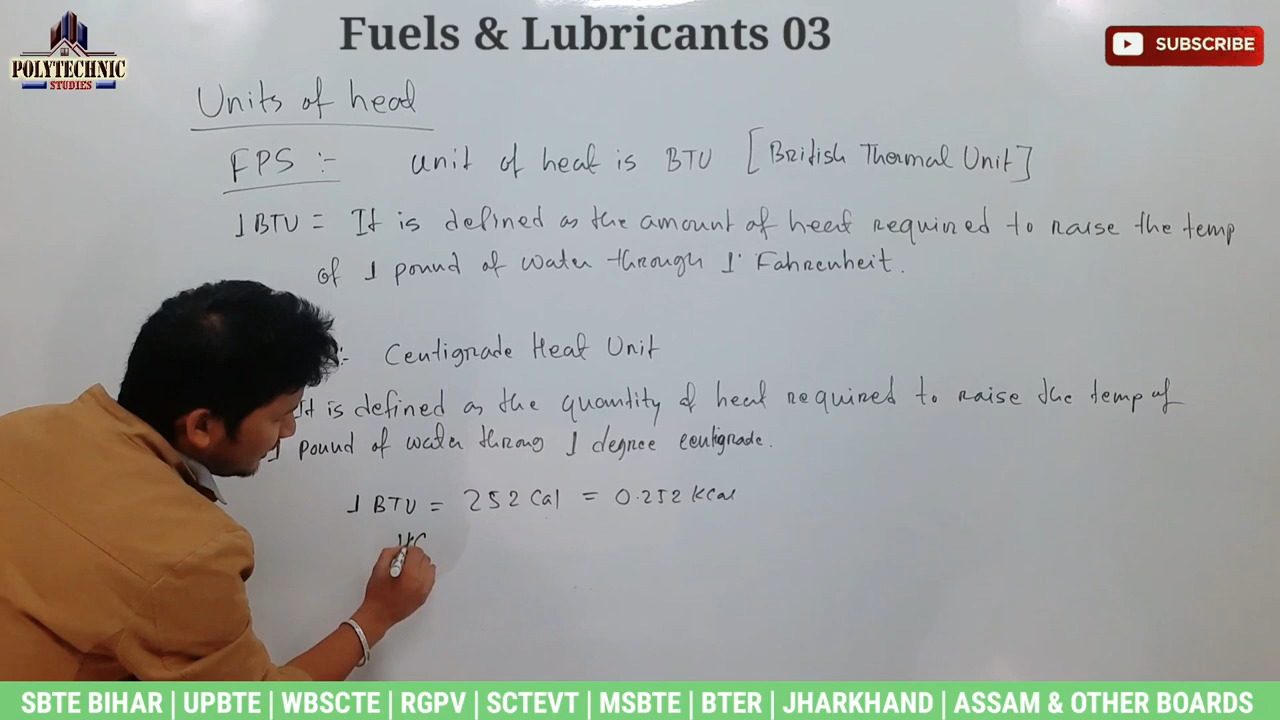 Fuels & Lubricants 03
POLYTECHNIC
STUDIES
SUBSCRIBE
Units of heat
FPS :- unit of heat is BTU [British Thermal Unit]
1 BTU = It is defined as the amount of heat required to raise the temp
of 1 pound of water through 1° Fahrenheit.
:- Centigrade Heat Unit
It is defined as the quantity of heat required to raise the temp of
1 pound of water throug 1 degree centigrade.
1 BTU = 252 Cal = 0.252 kcal
SBTE BIHAR | UPBTE | WBSCTE | RGPV | SCTEVT | MSBTE | BTER | JHARKHAND | ASSAM & OTHER BOARDS